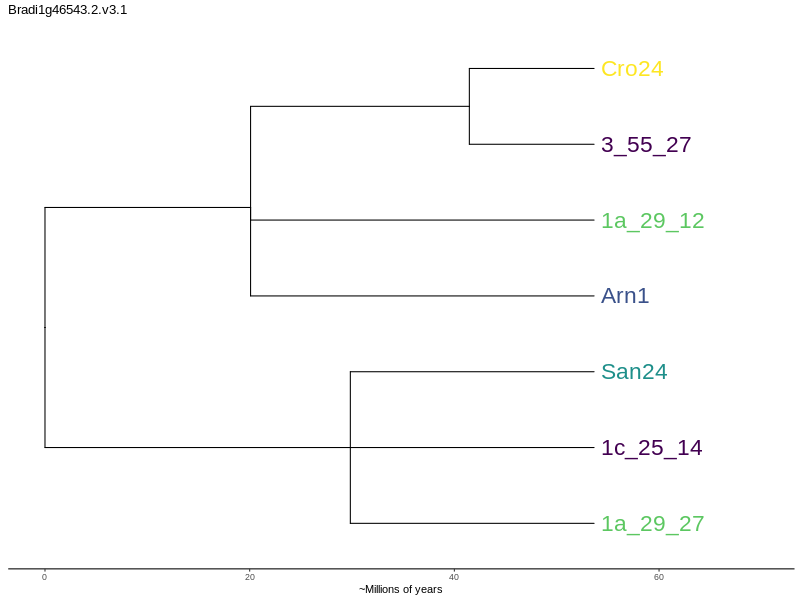 Bradi1g46543.2.v3.1
Cro24
3_55_27
1a_29_12
Arn1
San24
1c_25_14
1a_29_27
0 20 40 60
~Millions of years